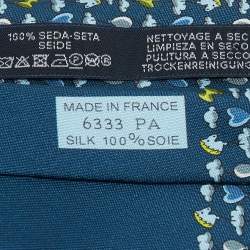 100% SEDA-SETA
SEIDE
NETTOYAGE A SEC
LIMPIEZA EN SECO
PULITURA A SECCO
TROCKENREINIGUNG
MADE IN FRANCE
6333 PA
SILK 100% SOIE